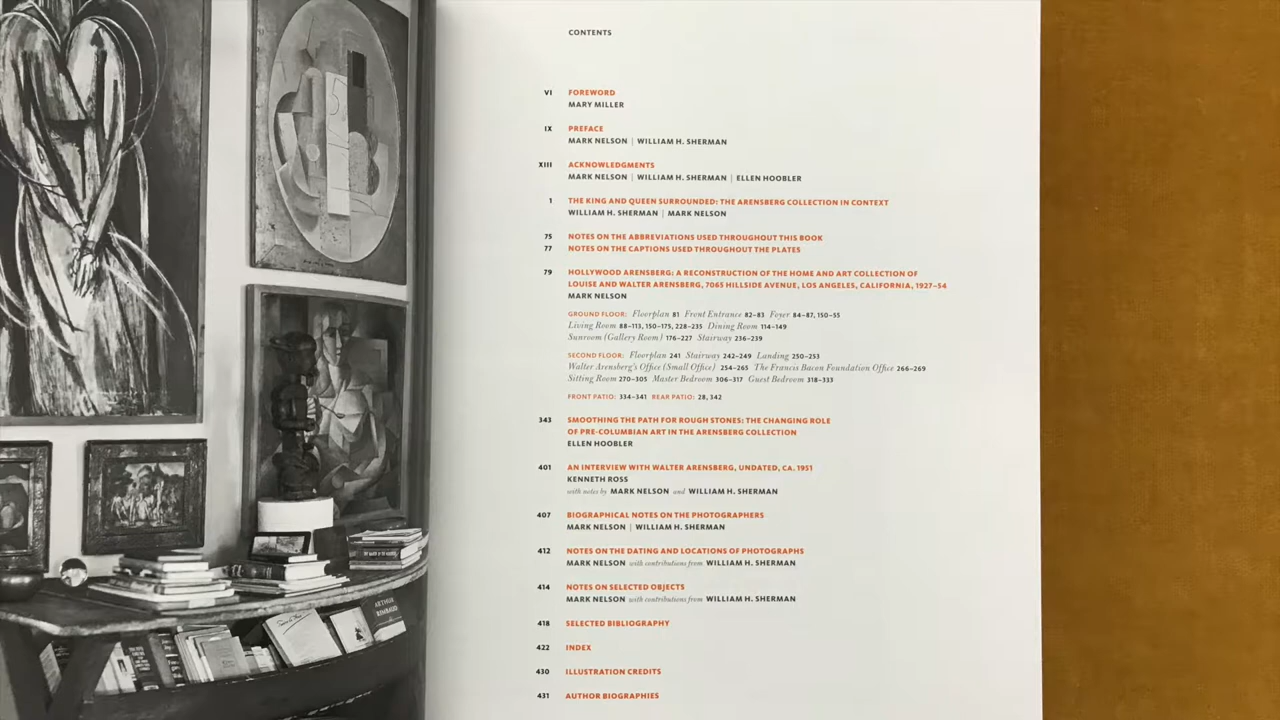 CONTENTS
VI FOREWORD
MARY MILLER
IX PREFACE
MARK NELSON | WILLIAM H. SHERMAN
XIII ACKNOWLEDGMENTS
MARK NELSON | WILLIAM H. SHERMAN | ELLEN HOOBLER
1 THE KING AND QUEEN SURROUNDED: THE ARENSBERG COLLECTION IN CONTEXT
WILLIAM H. SHERMAN | MARK NELSON
75 NOTES ON THE ABBREVIATIONS USED THROUGHOUT THIS BOOK
77 NOTES ON THE CAPTIONS USED THROUGHOUT THE PLATES
79 HOLLYWOOD ARENSBERG: A RECONSTRUCTION OF THE HOME AND ART COLLECTION OF
LOUISE AND WALTER ARENSBERG, 7065 HILLSIDE AVENUE, LOS ANGELES, CALIFORNIA, 1927–54
MARK NELSON
GROUND FLOOR: Floorplan 81 Front Entrance 82–83 Foyer 84–87, 150–55
Living Room 88–113, 150–175, 228–235 Dining Room 114–149
Sunroom (Gallery Room) 176–227 Stairway 236–239
SECOND FLOOR: Floorplan 241 Stairway 242–249 Landing 250–253
Walter Arensberg's Office (Small Office) 254–265 The Francis Bacon Foundation Office 266–269
Sitting Room 270–305 Master Bedroom 306–317 Guest Bedroom 318–333
FRONT PATIO: 334–341 REAR PATIO: 28, 342
343 SMOOTHING THE PATH FOR ROUGH STONES: THE CHANGING ROLE
OF PRE-COLUMBIAN ART IN THE ARENSBERG COLLECTION
ELLEN HOOBLER
401 AN INTERVIEW WITH WALTER ARENSBERG, UNDATED, CA. 1951
KENNETH ROSS
with notes by MARK NELSON and WILLIAM H. SHERMAN
407 BIOGRAPHICAL NOTES ON THE PHOTOGRAPHERS
MARK NELSON | WILLIAM H. SHERMAN
412 NOTES ON THE DATING AND LOCATIONS OF PHOTOGRAPHS
MARK NELSON with contributions from WILLIAM H. SHERMAN
414 NOTES ON SELECTED OBJECTS
MARK NELSON with contributions from WILLIAM H. SHERMAN
418 SELECTED BIBLIOGRAPHY
422 INDEX
430 ILLUSTRATION CREDITS
431 AUTHOR BIOGRAPHIES
ARTHUR
RIMBAUD